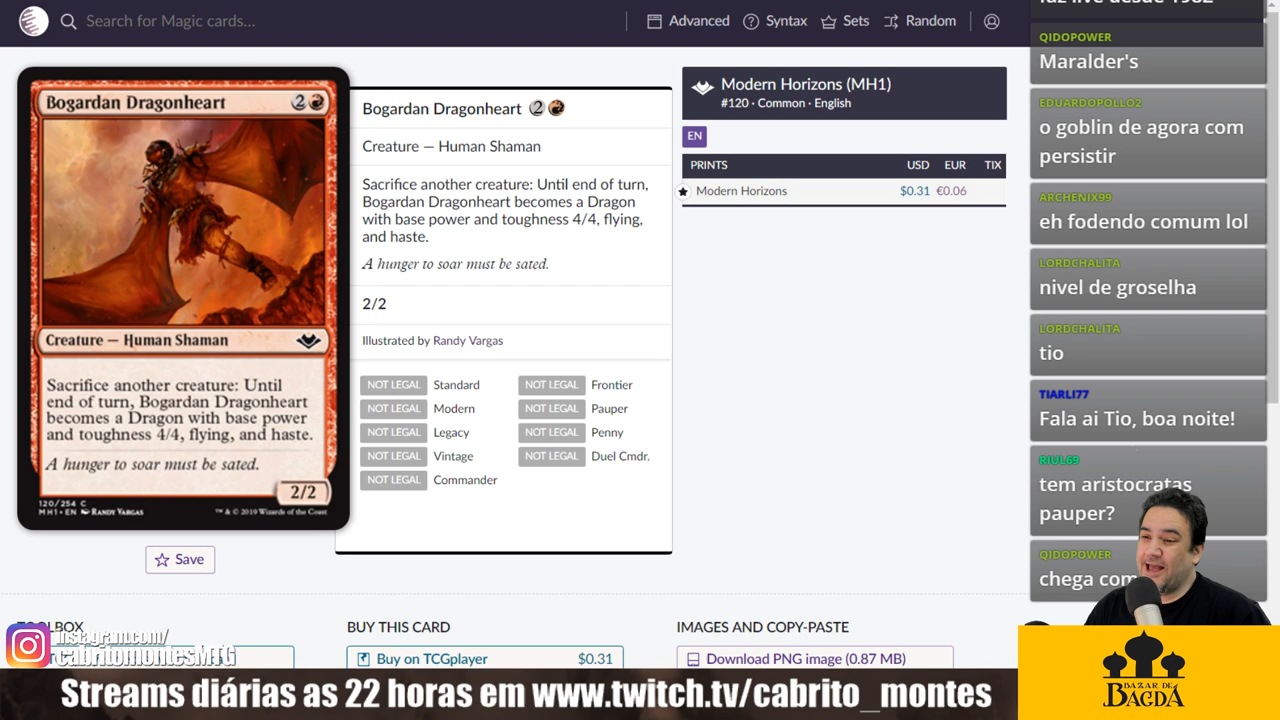 Search for Magic cards...
Advanced
Syntax
Sets
Random
Bogardan Dragonheart 2
Creature — Human Shaman
Sacrifice another creature: Until
end of turn, Bogardan Dragonheart
becomes a Dragon with base power
and toughness 4/4, flying, and haste.
A hunger to soar must be sated.
2/2
120/254 C
MH1 • EN RANDY VARGAS
™ & © 2019 Wizards of the Coast
Save
Bogardan Dragonheart 2
Creature — Human Shaman
Sacrifice another creature: Until end of turn,
Bogardan Dragonheart becomes a Dragon
with base power and toughness 4/4, flying,
and haste.
A hunger to soar must be sated.
2/2
Illustrated by Randy Vargas
NOT LEGAL Standard NOT LEGAL Frontier
NOT LEGAL Modern NOT LEGAL Pauper
NOT LEGAL Legacy NOT LEGAL Penny
NOT LEGAL Vintage NOT LEGAL Duel Cmdr.
NOT LEGAL Commander
Modern Horizons (MH1)
#120 · Common · English
EN
PRINTS USD EUR TIX
Modern Horizons $0.31 €0.06
QIDOPOWER
Maralder's
EDUARDOPOLLO2
o goblin de agora com
persistir
ARCHENIX99
eh fodendo comum lol
LORDCHALITA
nivel de groselha
LORDCHALITA
tio
TIARLI77
Fala ai Tio, boa noite!
RIUL69
tem aristocratas
pauper?
QIDOPOWER
chega com
BUY THIS CARD
IMAGES AND COPY-PASTE
Buy on TCGplayer $0.31
Download PNG image (0.87 MB)
instagram.com/
cabritomontesMTG
Streams diárias as 22 horas em www.twitch.tv/cabrito_montes
BAZAR DE
BAGDÁ